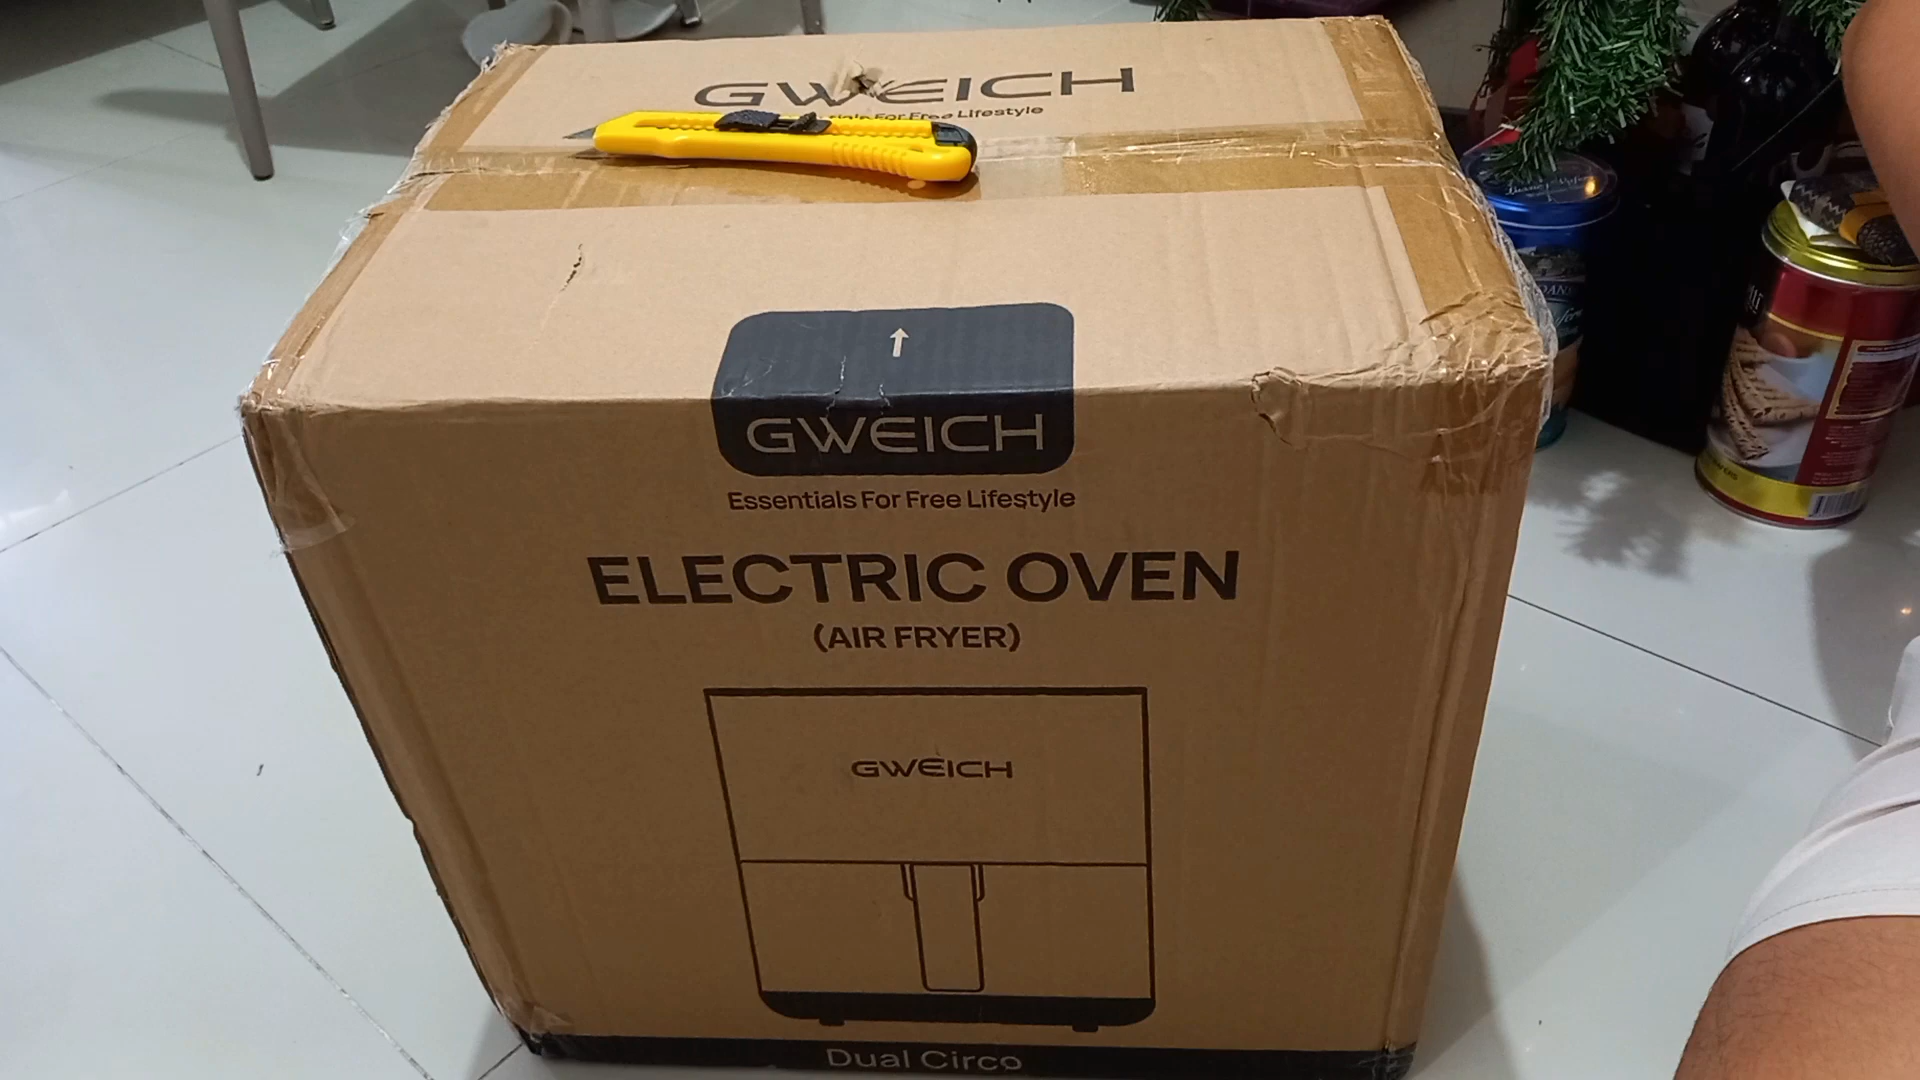 GWEICH
For Free Lifestyle
GWEICH
Essentials For Free Lifestyle
ELECTRIC OVEN
(AIR FRYER)
GWEICH
Dual Circo